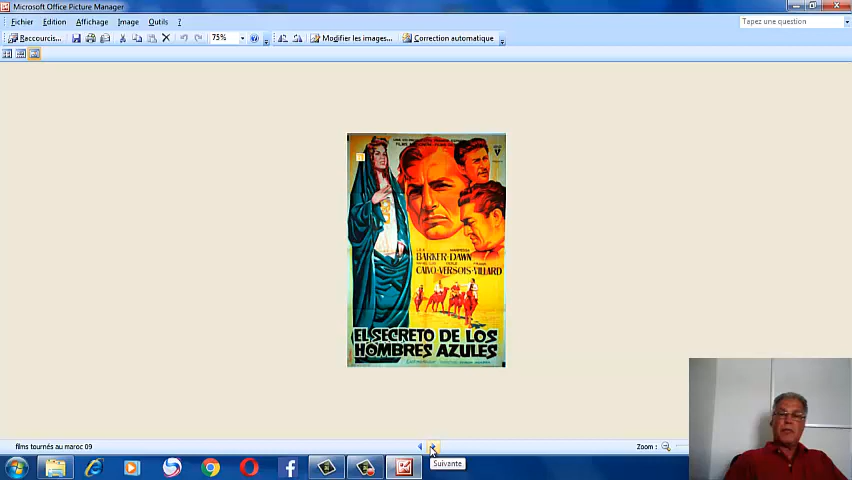 Microsoft Office Picture Manager
Fichier Edition Affichage Image Outils ?
Tapez une question
Raccourcis... 75% Modifier les images... Correction automatique
LEX MARPESSA
BARKER-DAWN
CALVO-VERSOIS-VILLARD
EL SECRETO DE LOS
HOMBRES AZULES
films tournés au maroc 09
Zoom :
Suivante